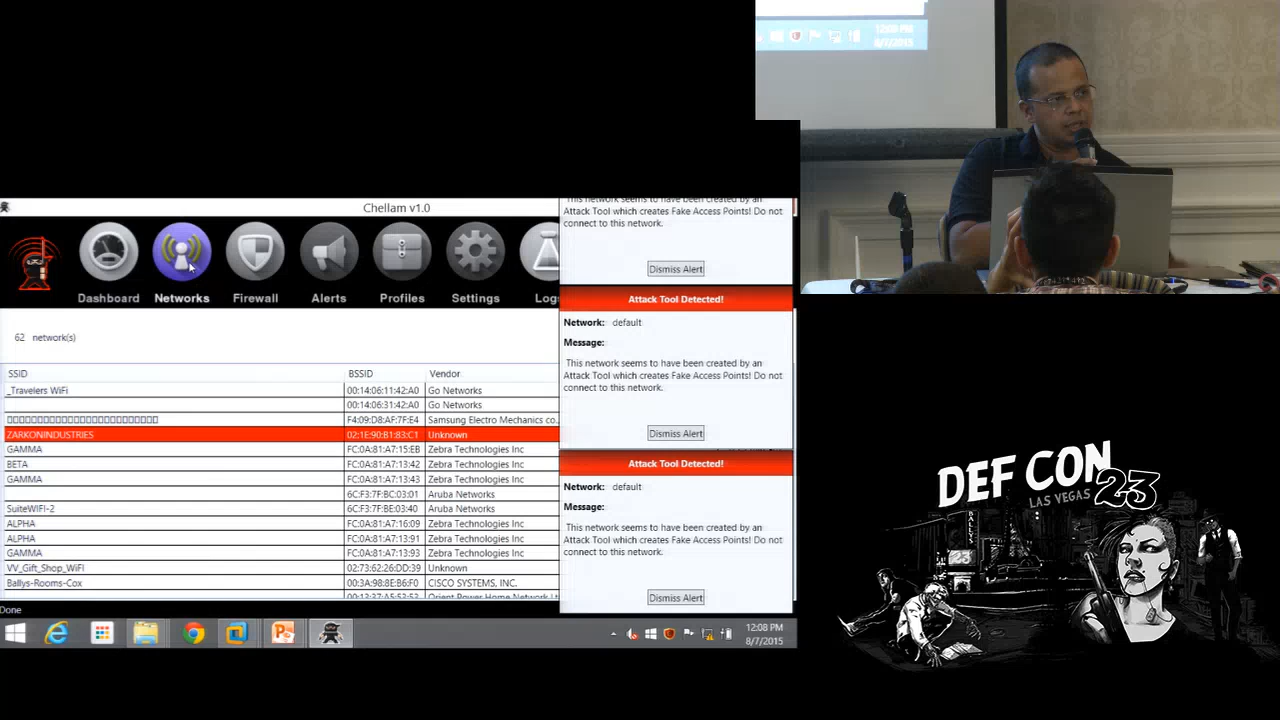 12:08 PM
8/7/2015
Chellam v1.0
Dashboard
Networks
Firewall
Alerts
Profiles
Settings
62 network(s)
SSID BSSID Vendor
_Travelers WiFi 00:14:06:11:42:A0 Go Networks
00:14:06:31:42:A0 Go Networks
F4:09:D8:AF:7F:E4 Samsung Electro Mechanics co.,
ZARKONINDUSTRIES 02:1E:90:B1:83:C1 Unknown
GAMMA FC:0A:81:A7:15:EB Zebra Technologies Inc
BETA FC:0A:81:A7:13:42 Zebra Technologies Inc
GAMMA FC:0A:81:A7:13:43 Zebra Technologies Inc
6C:F3:7F:BC:03:01 Aruba Networks
SuiteWIFI-2 6C:F3:7F:BE:03:40 Aruba Networks
ALPHA FC:0A:81:A7:16:09 Zebra Technologies Inc
ALPHA FC:0A:81:A7:13:91 Zebra Technologies Inc
GAMMA FC:0A:81:A7:13:93 Zebra Technologies Inc
VV_Gift_Shop_WiFI 02:73:62:26:DD:39 Unknown
Ballys-Rooms-Cox 00:3A:98:8E:B6:F0 CISCO SYSTEMS, INC.
Done
This network seems to have been created by an
Attack Tool which creates Fake Access Points! Do not
connect to this network.
Dismiss Alert
Attack Tool Detected!
Network: default
Message:
This network seems to have been created by an
Attack Tool which creates Fake Access Points! Do not
connect to this network.
Dismiss Alert
Attack Tool Detected!
Network: default
Message:
This network seems to have been created by an
Attack Tool which creates Fake Access Points! Do not
connect to this network.
Dismiss Alert
12:08 PM
8/7/2015
DEF CON
LAS VEGAS 23
BALLYS
23